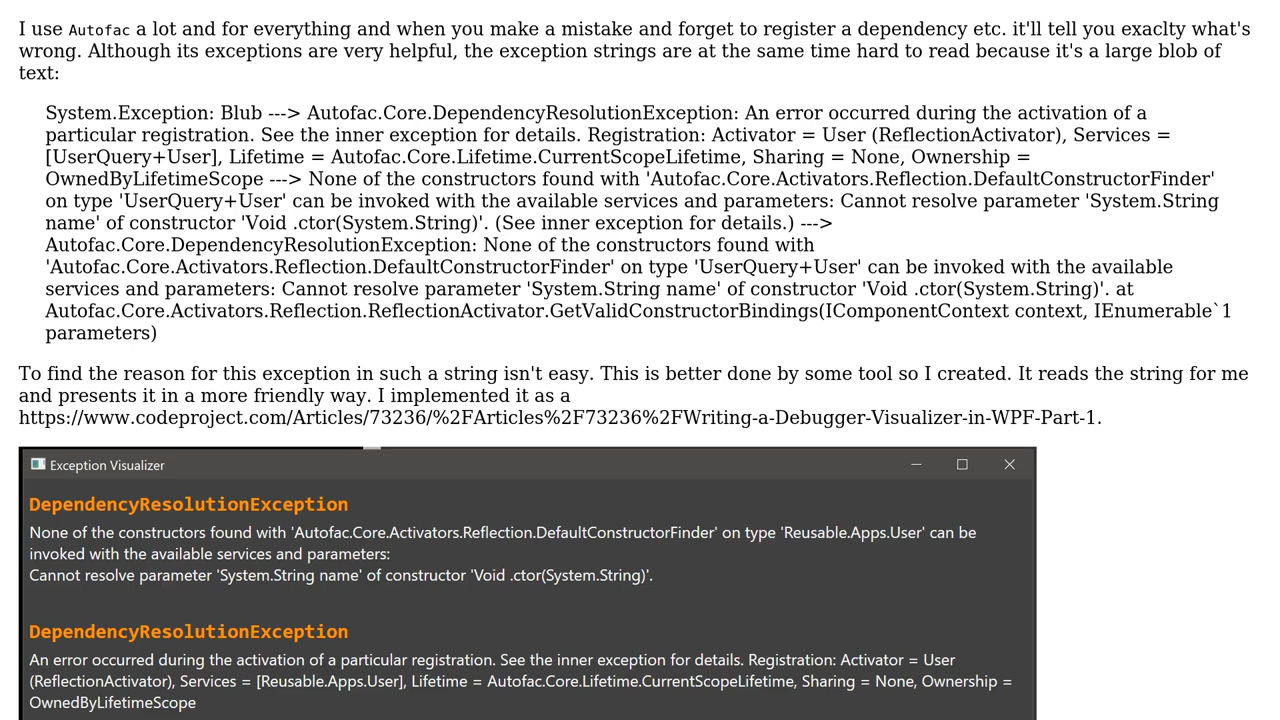 I use Autofac a lot and for everything and when you make a mistake and forget to register a dependency etc. it'll tell you exaclty what's
wrong. Although its exceptions are very helpful, the exception strings are at the same time hard to read because it's a large blob of
text:
System.Exception: Blub ---> Autofac.Core.DependencyResolutionException: An error occurred during the activation of a
particular registration. See the inner exception for details. Registration: Activator = User (ReflectionActivator), Services =
[UserQuery+User], Lifetime = Autofac.Core.Lifetime.CurrentScopeLifetime, Sharing = None, Ownership =
OwnedByLifetimeScope ---> None of the constructors found with 'Autofac.Core.Activators.Reflection.DefaultConstructorFinder'
on type 'UserQuery+User' can be invoked with the available services and parameters: Cannot resolve parameter 'System.String
name' of constructor 'Void .ctor(System.String)'. (See inner exception for details.) --->
Autofac.Core.DependencyResolutionException: None of the constructors found with
'Autofac.Core.Activators.Reflection.DefaultConstructorFinder' on type 'UserQuery+User' can be invoked with the available
services and parameters: Cannot resolve parameter 'System.String name' of constructor 'Void .ctor(System.String)'. at
Autofac.Core.Activators.Reflection.ReflectionActivator.GetValidConstructorBindings(IComponentContext context, IEnumerable`1
parameters)
To find the reason for this exception in such a string isn't easy. This is better done by some tool so I created. It reads the string for me
and presents it in a more friendly way. I implemented it as a
https://www.codeproject.com/Articles/73236/%2FArticles%2F73236%2FWriting-a-Debugger-Visualizer-in-WPF-Part-1.
Exception Visualizer
DependencyResolutionException
None of the constructors found with 'Autofac.Core.Activators.Reflection.DefaultConstructorFinder' on type 'Reusable.Apps.User' can be
invoked with the available services and parameters:
Cannot resolve parameter 'System.String name' of constructor 'Void .ctor(System.String)'.
DependencyResolutionException
An error occurred during the activation of a particular registration. See the inner exception for details. Registration: Activator = User
(ReflectionActivator), Services = [Reusable.Apps.User], Lifetime = Autofac.Core.Lifetime.CurrentScopeLifetime, Sharing = None, Ownership =
OwnedByLifetimeScope